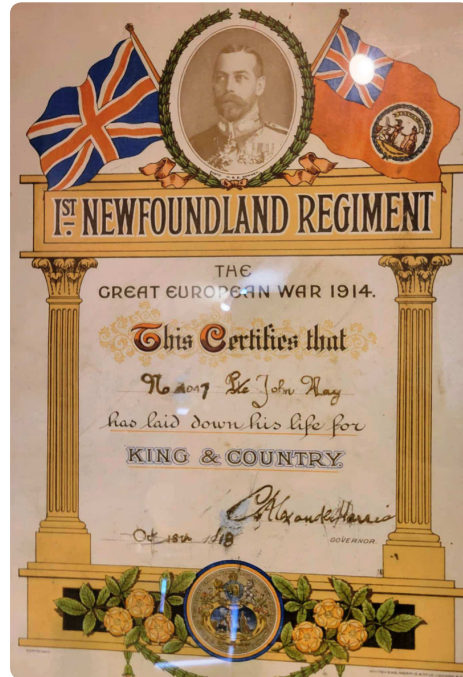 1ST NEWFOUNDLAND REGIMENT
THE
GREAT EUROPEAN WAR 1914.
This Certifies that
No Pte John
has laid down his life for
KING & COUNTRY.
C. Alexander Harris
Oct 18th 1918
GOVERNOR.